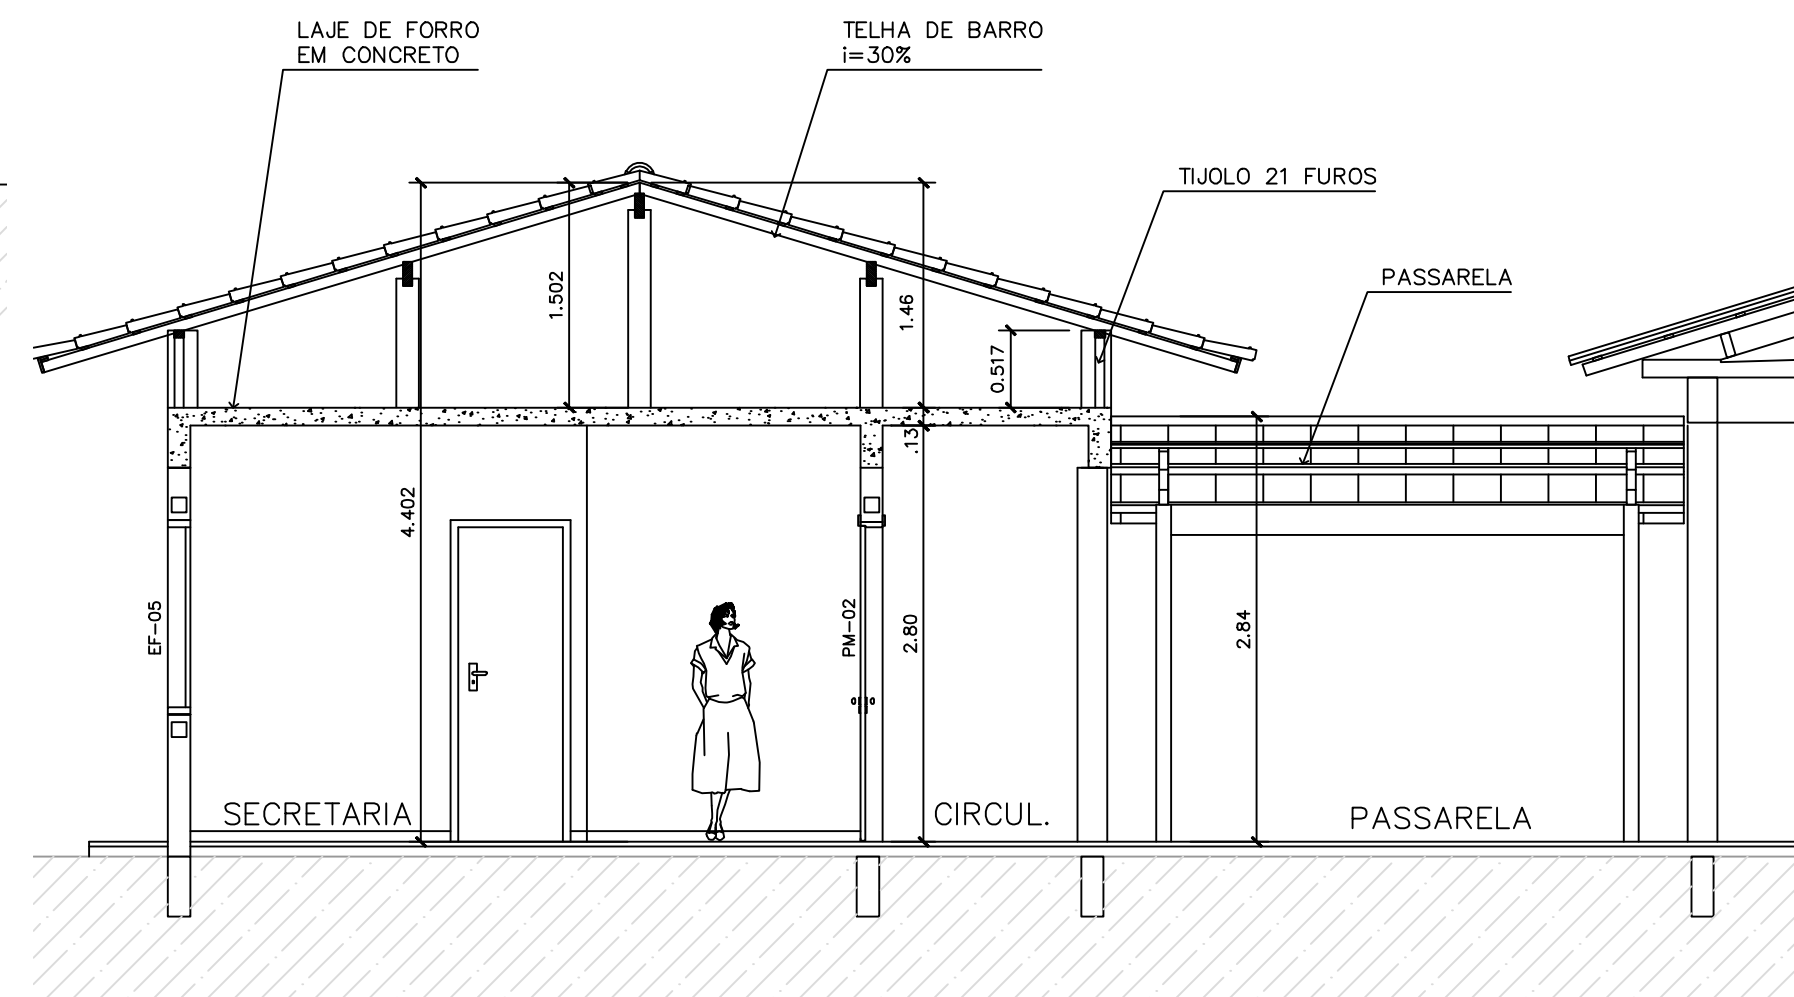 LAJE DE FORRO
EM CONCRETO
TELHA DE BARRO
i=30%
TIJOLO 21 FUROS
PASSARELA
1.502
1.46
0.517
.13
4.402
EF-05
PM-02
2.80
2.84
SECRETARIA
CIRCUL.
PASSARELA